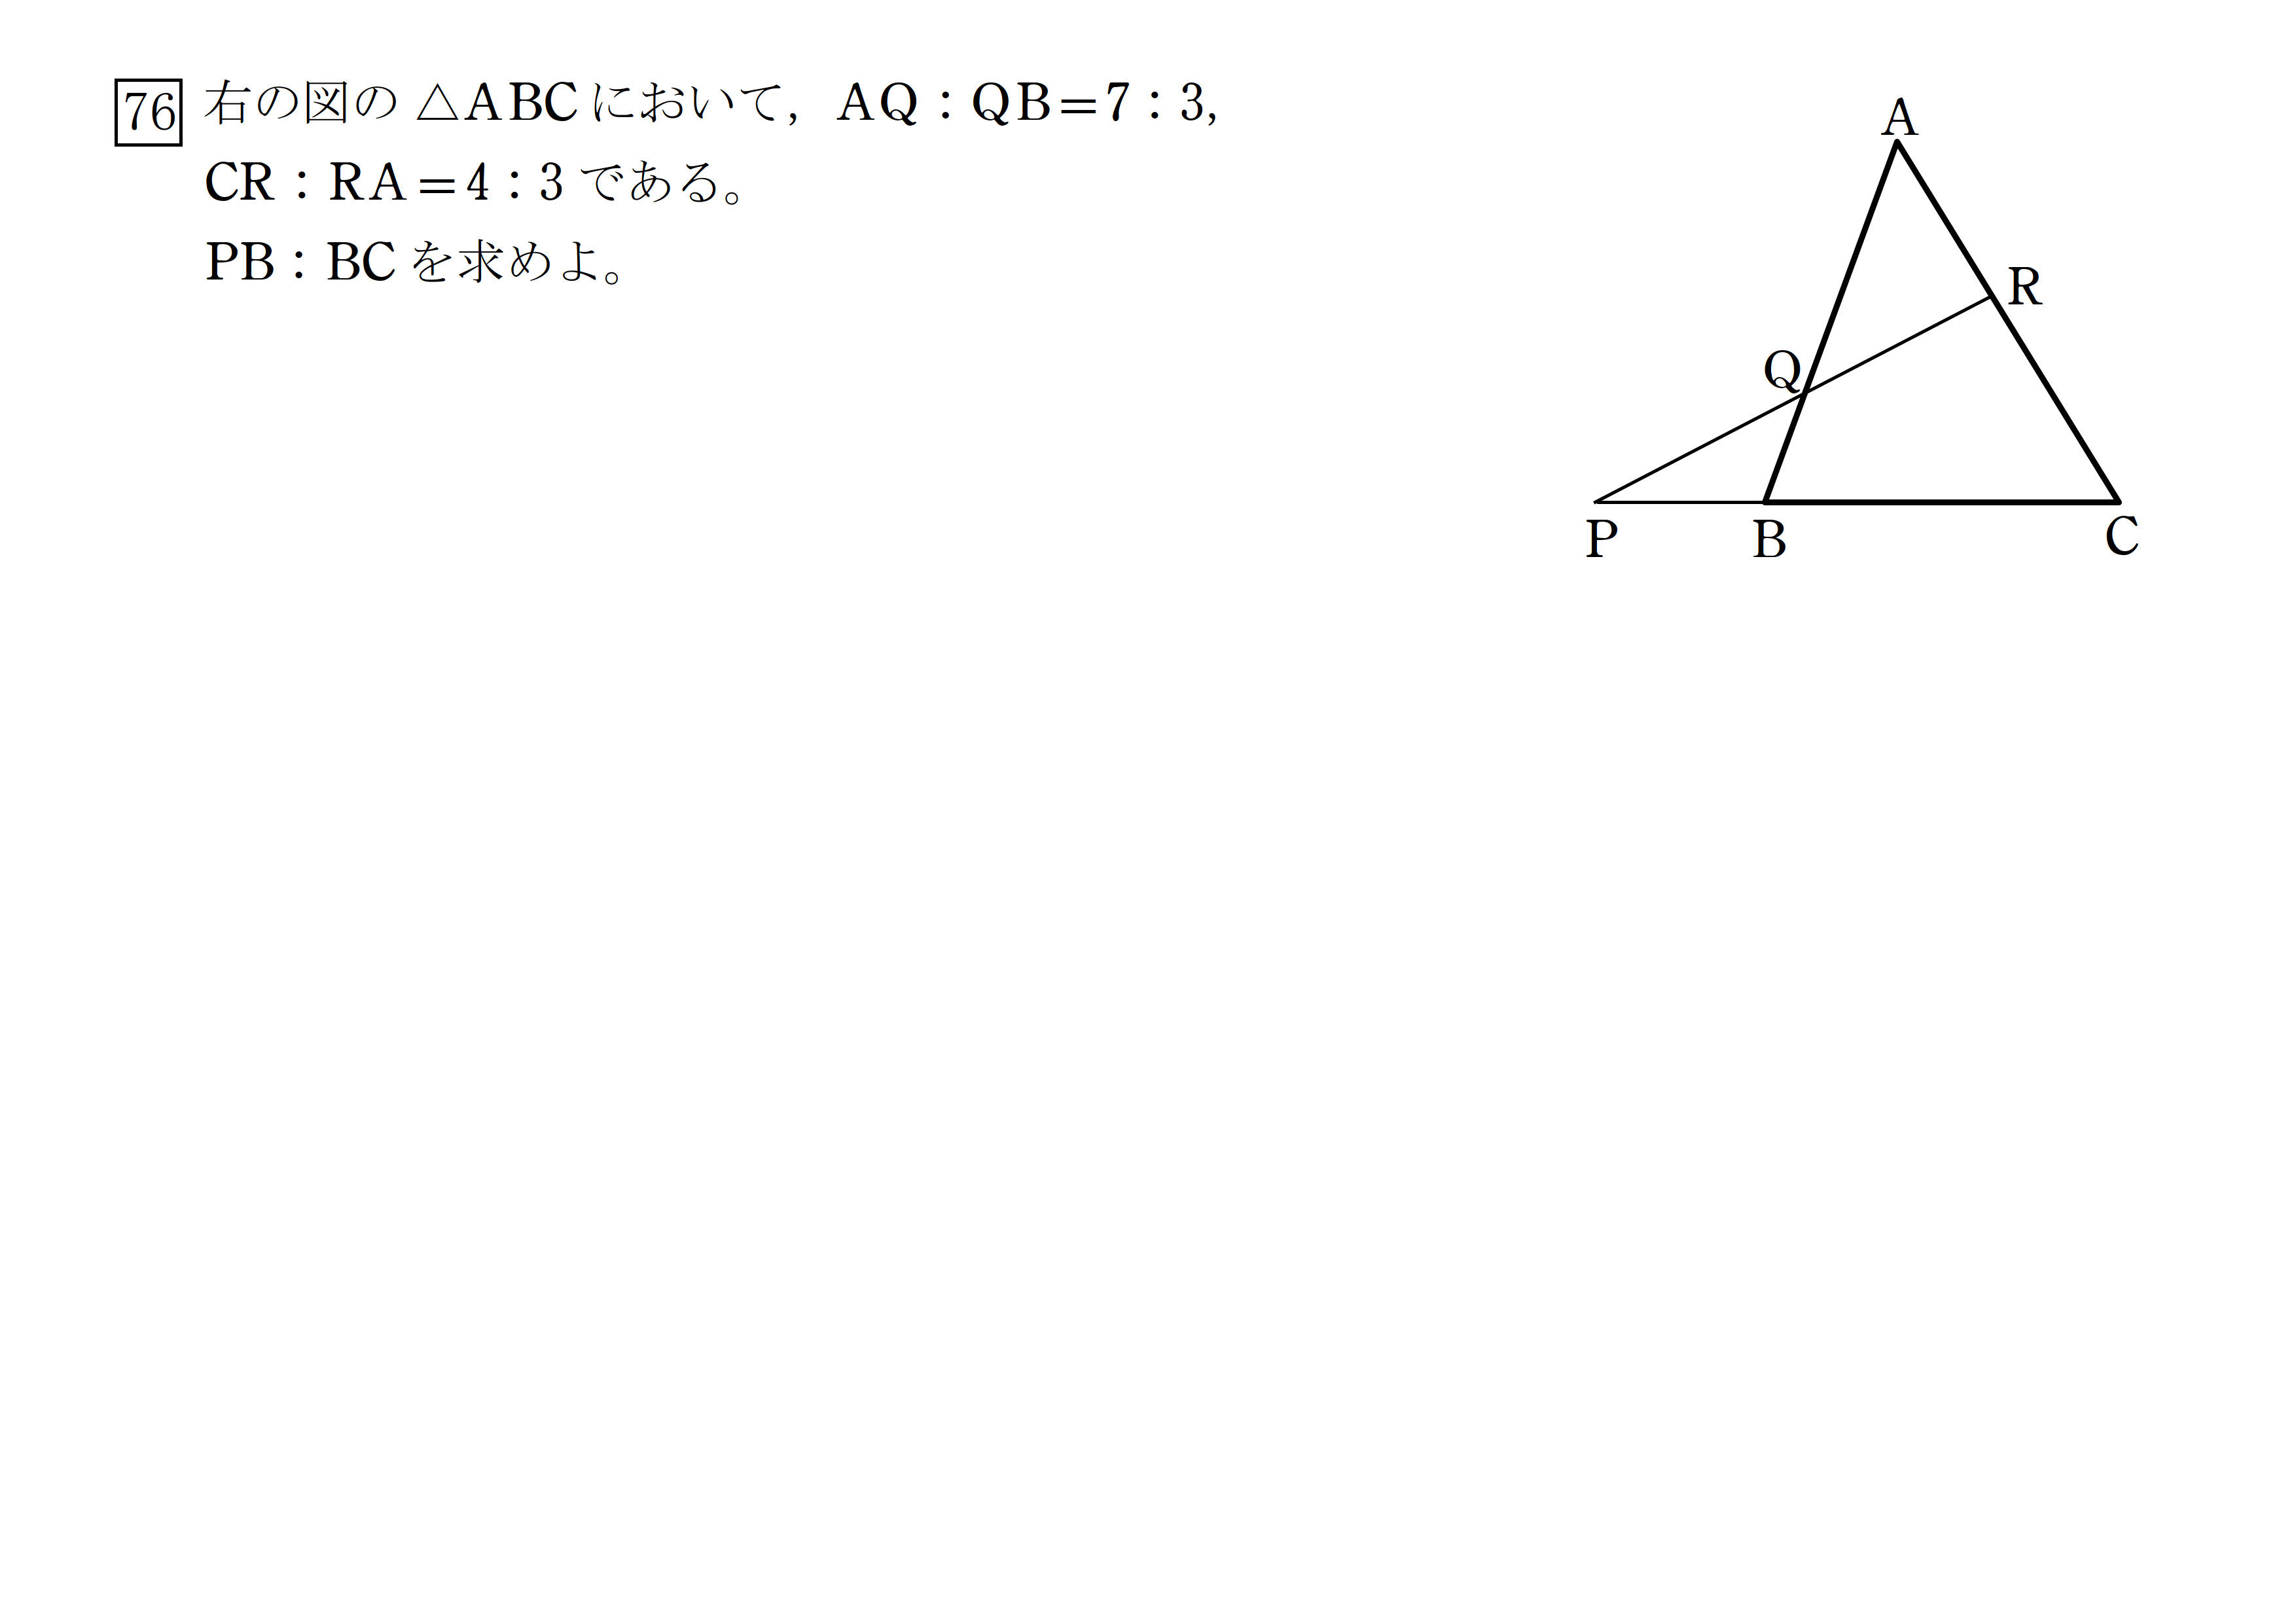 76 右の図の △ABC において，AQ：QB＝7：3，
CR：RA＝4：3 である。
PB：BC を求めよ。
A
R
Q
P B C